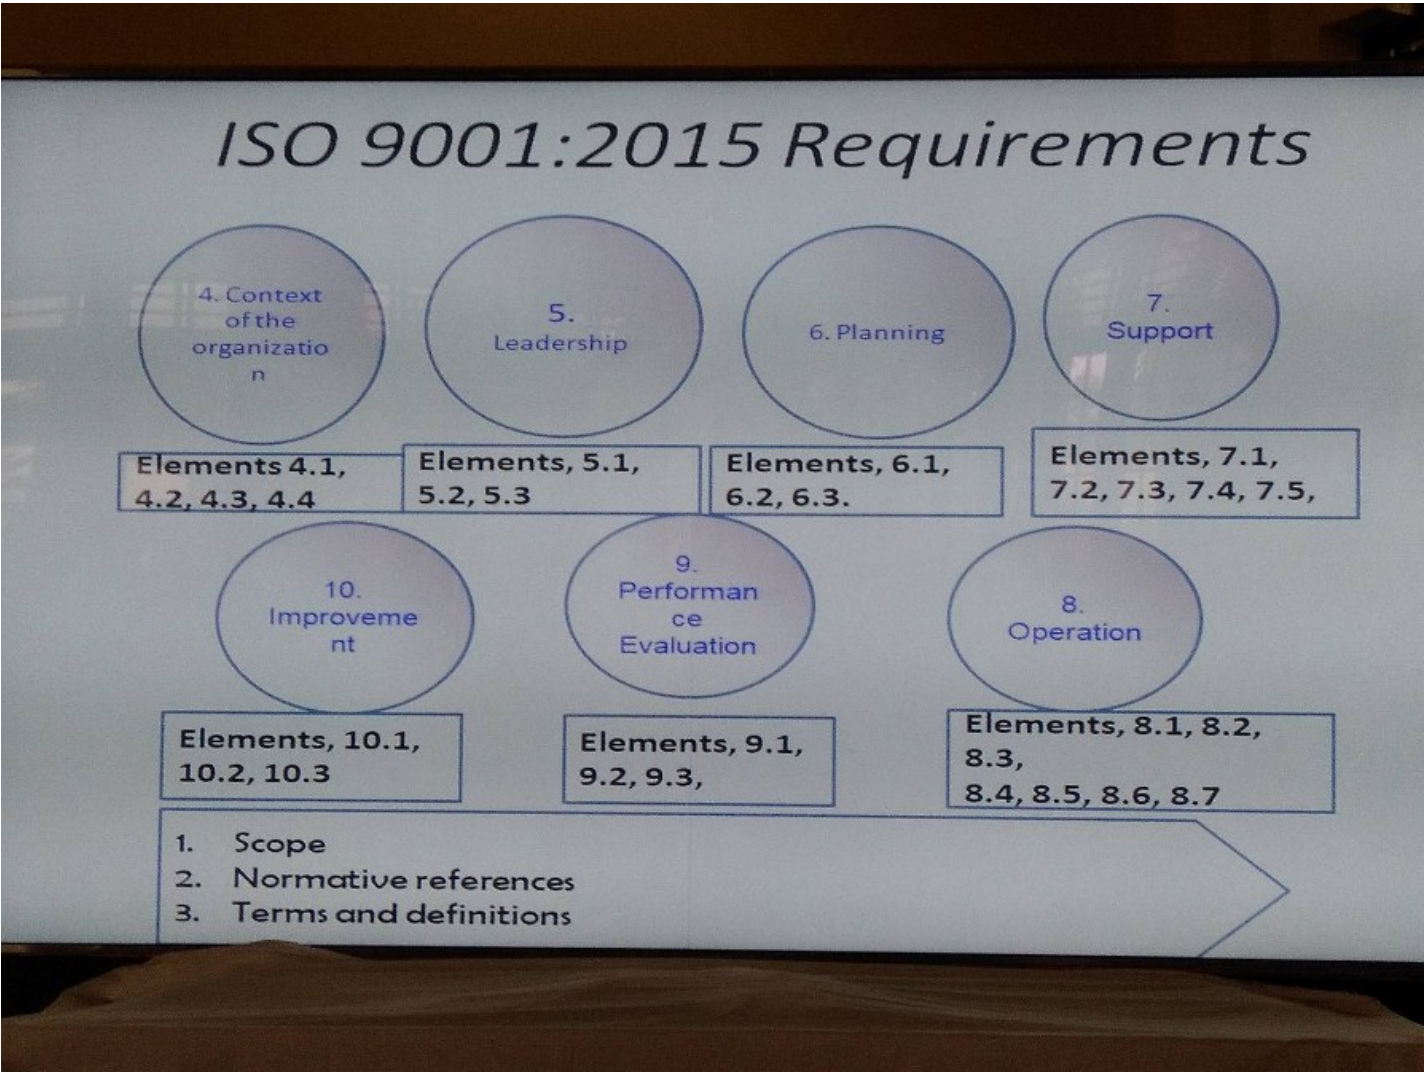 ISO 9001:2015 Requirements
4. Context
of the
organizatio
n
5.
Leadership
6. Planning
7.
Support
Elements 4.1,
4.2, 4.3, 4.4
Elements, 5.1,
5.2, 5.3
Elements, 6.1,
6.2, 6.3.
Elements, 7.1,
7.2, 7.3, 7.4, 7.5,
10.
Improveme
nt
9.
Performan
ce
Evaluation
8.
Operation
Elements, 10.1,
10.2, 10.3
Elements, 9.1,
9.2, 9.3,
Elements, 8.1, 8.2,
8.3,
8.4, 8.5, 8.6, 8.7
1. Scope
2. Normative references
3. Terms and definitions